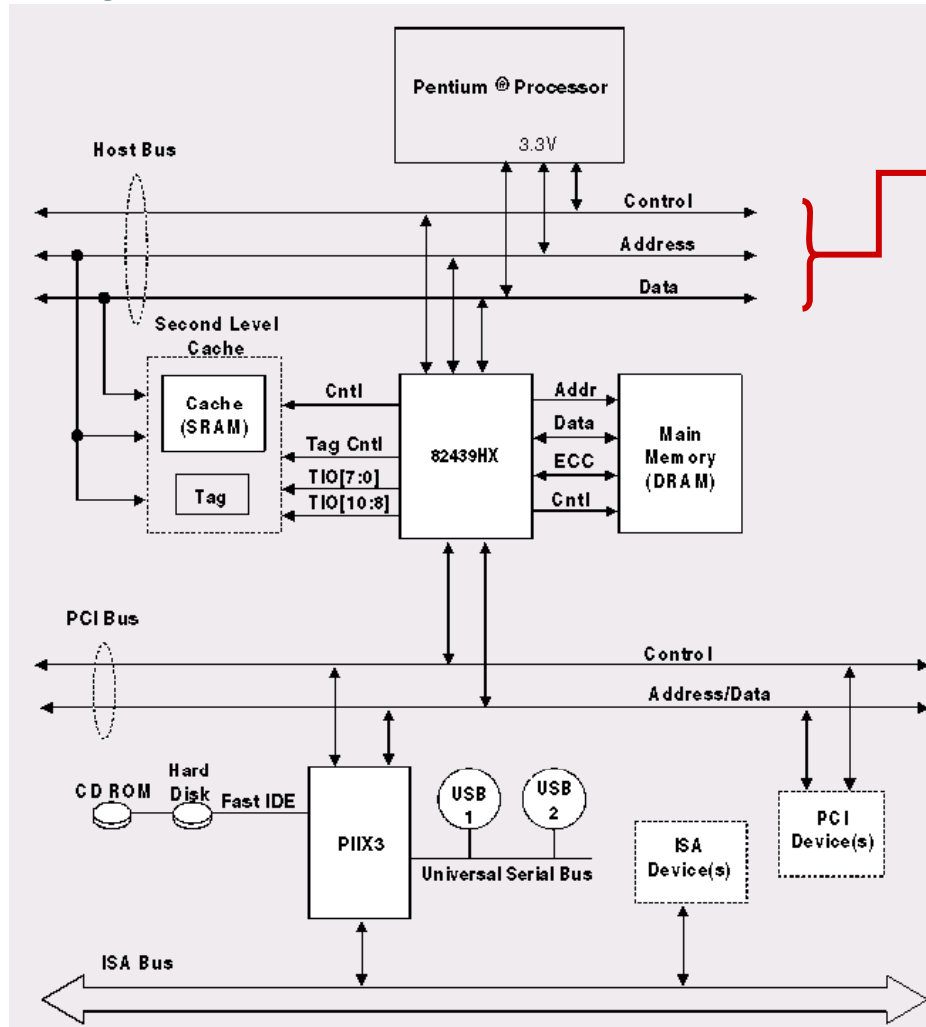 Pentium ® Processor
3.3V
Host Bus
Control
Address
Data
Second Level
Cache
Cache
(SRAM)
Tag
Cntl
Tag Cntl
TIO[7:0]
TIO[10:8]
82439HX
Addr
Data
ECC
Cntl
Main
Memory
(DRAM)
PCI Bus
Control
Address/Data
CD ROM
Hard
Disk
Fast IDE
PIIX3
USB
1
USB
2
Universal Serial Bus
ISA
Device(s)
PCI
Device(s)
ISA Bus